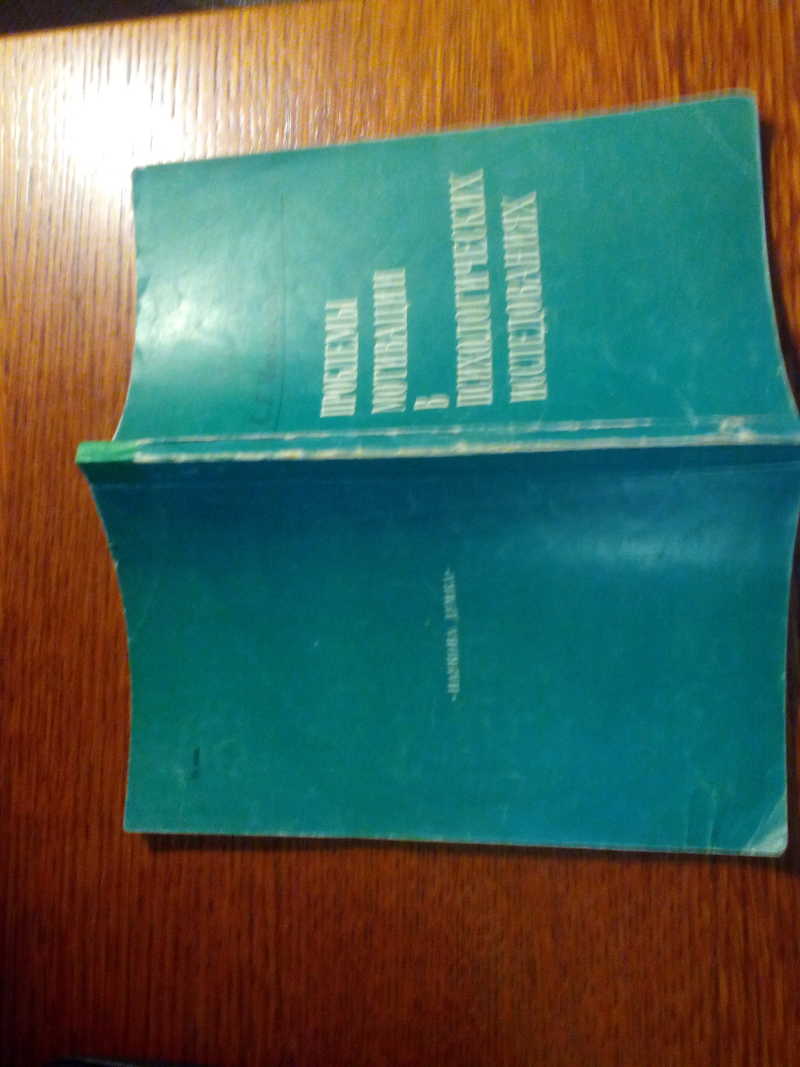 ПРОБЛЕМЫ
МОТИВАЦИИ
В
ПСИХОЛОГИЧЕСКИХ
ИССЛЕДОВАНИЯХ
«НАУКОВА ДУМКА»